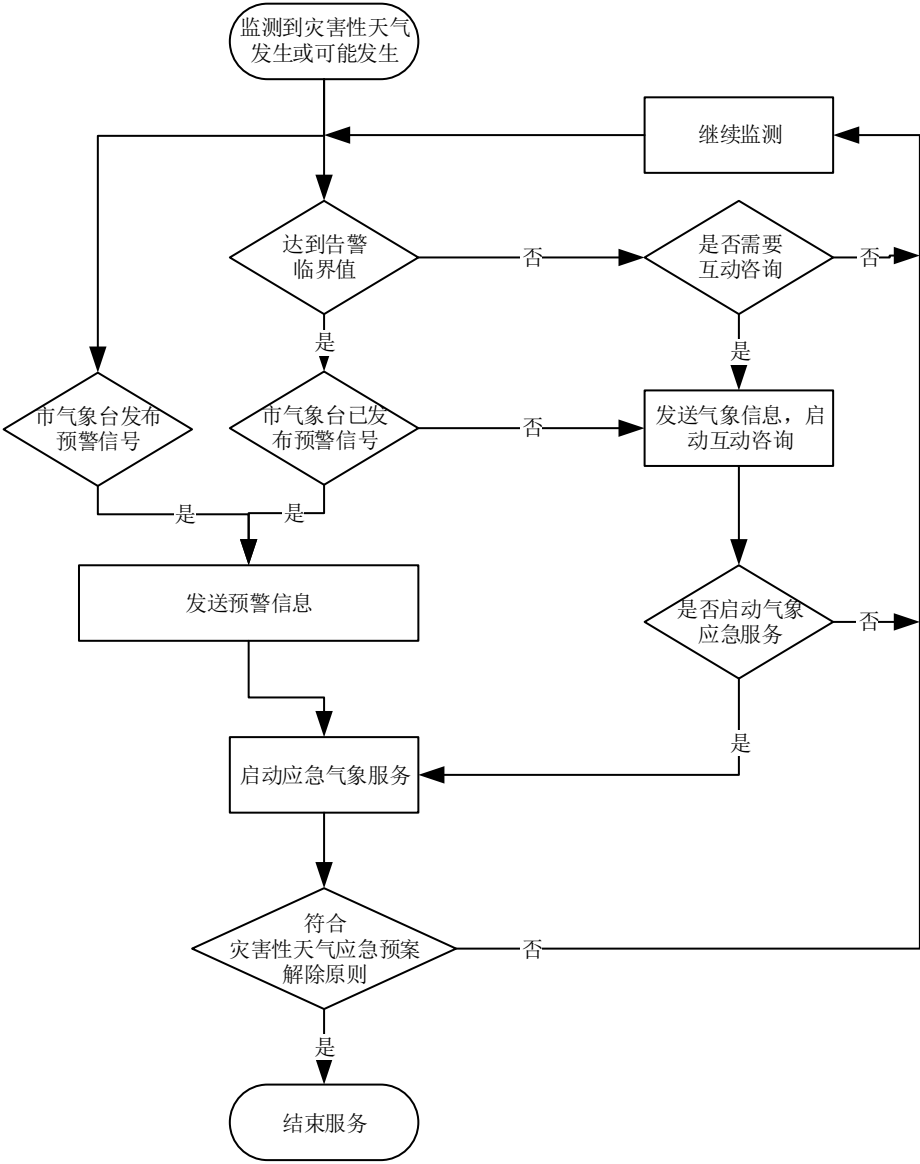 监测到灾害性天气
发生或可能发生
继续监测
达到告警
临界值
否
是否需要
互动咨询
否
是
是
市气象台发布
预警信号
市气象台已发
布预警信号
否
发送气象信息，启
动互动咨询
是
是
发送预警信息
是否启动气象
应急服务
否
是
启动应急气象服务
符合
灾害性天气应急预案
解除原则
否
是
结束服务